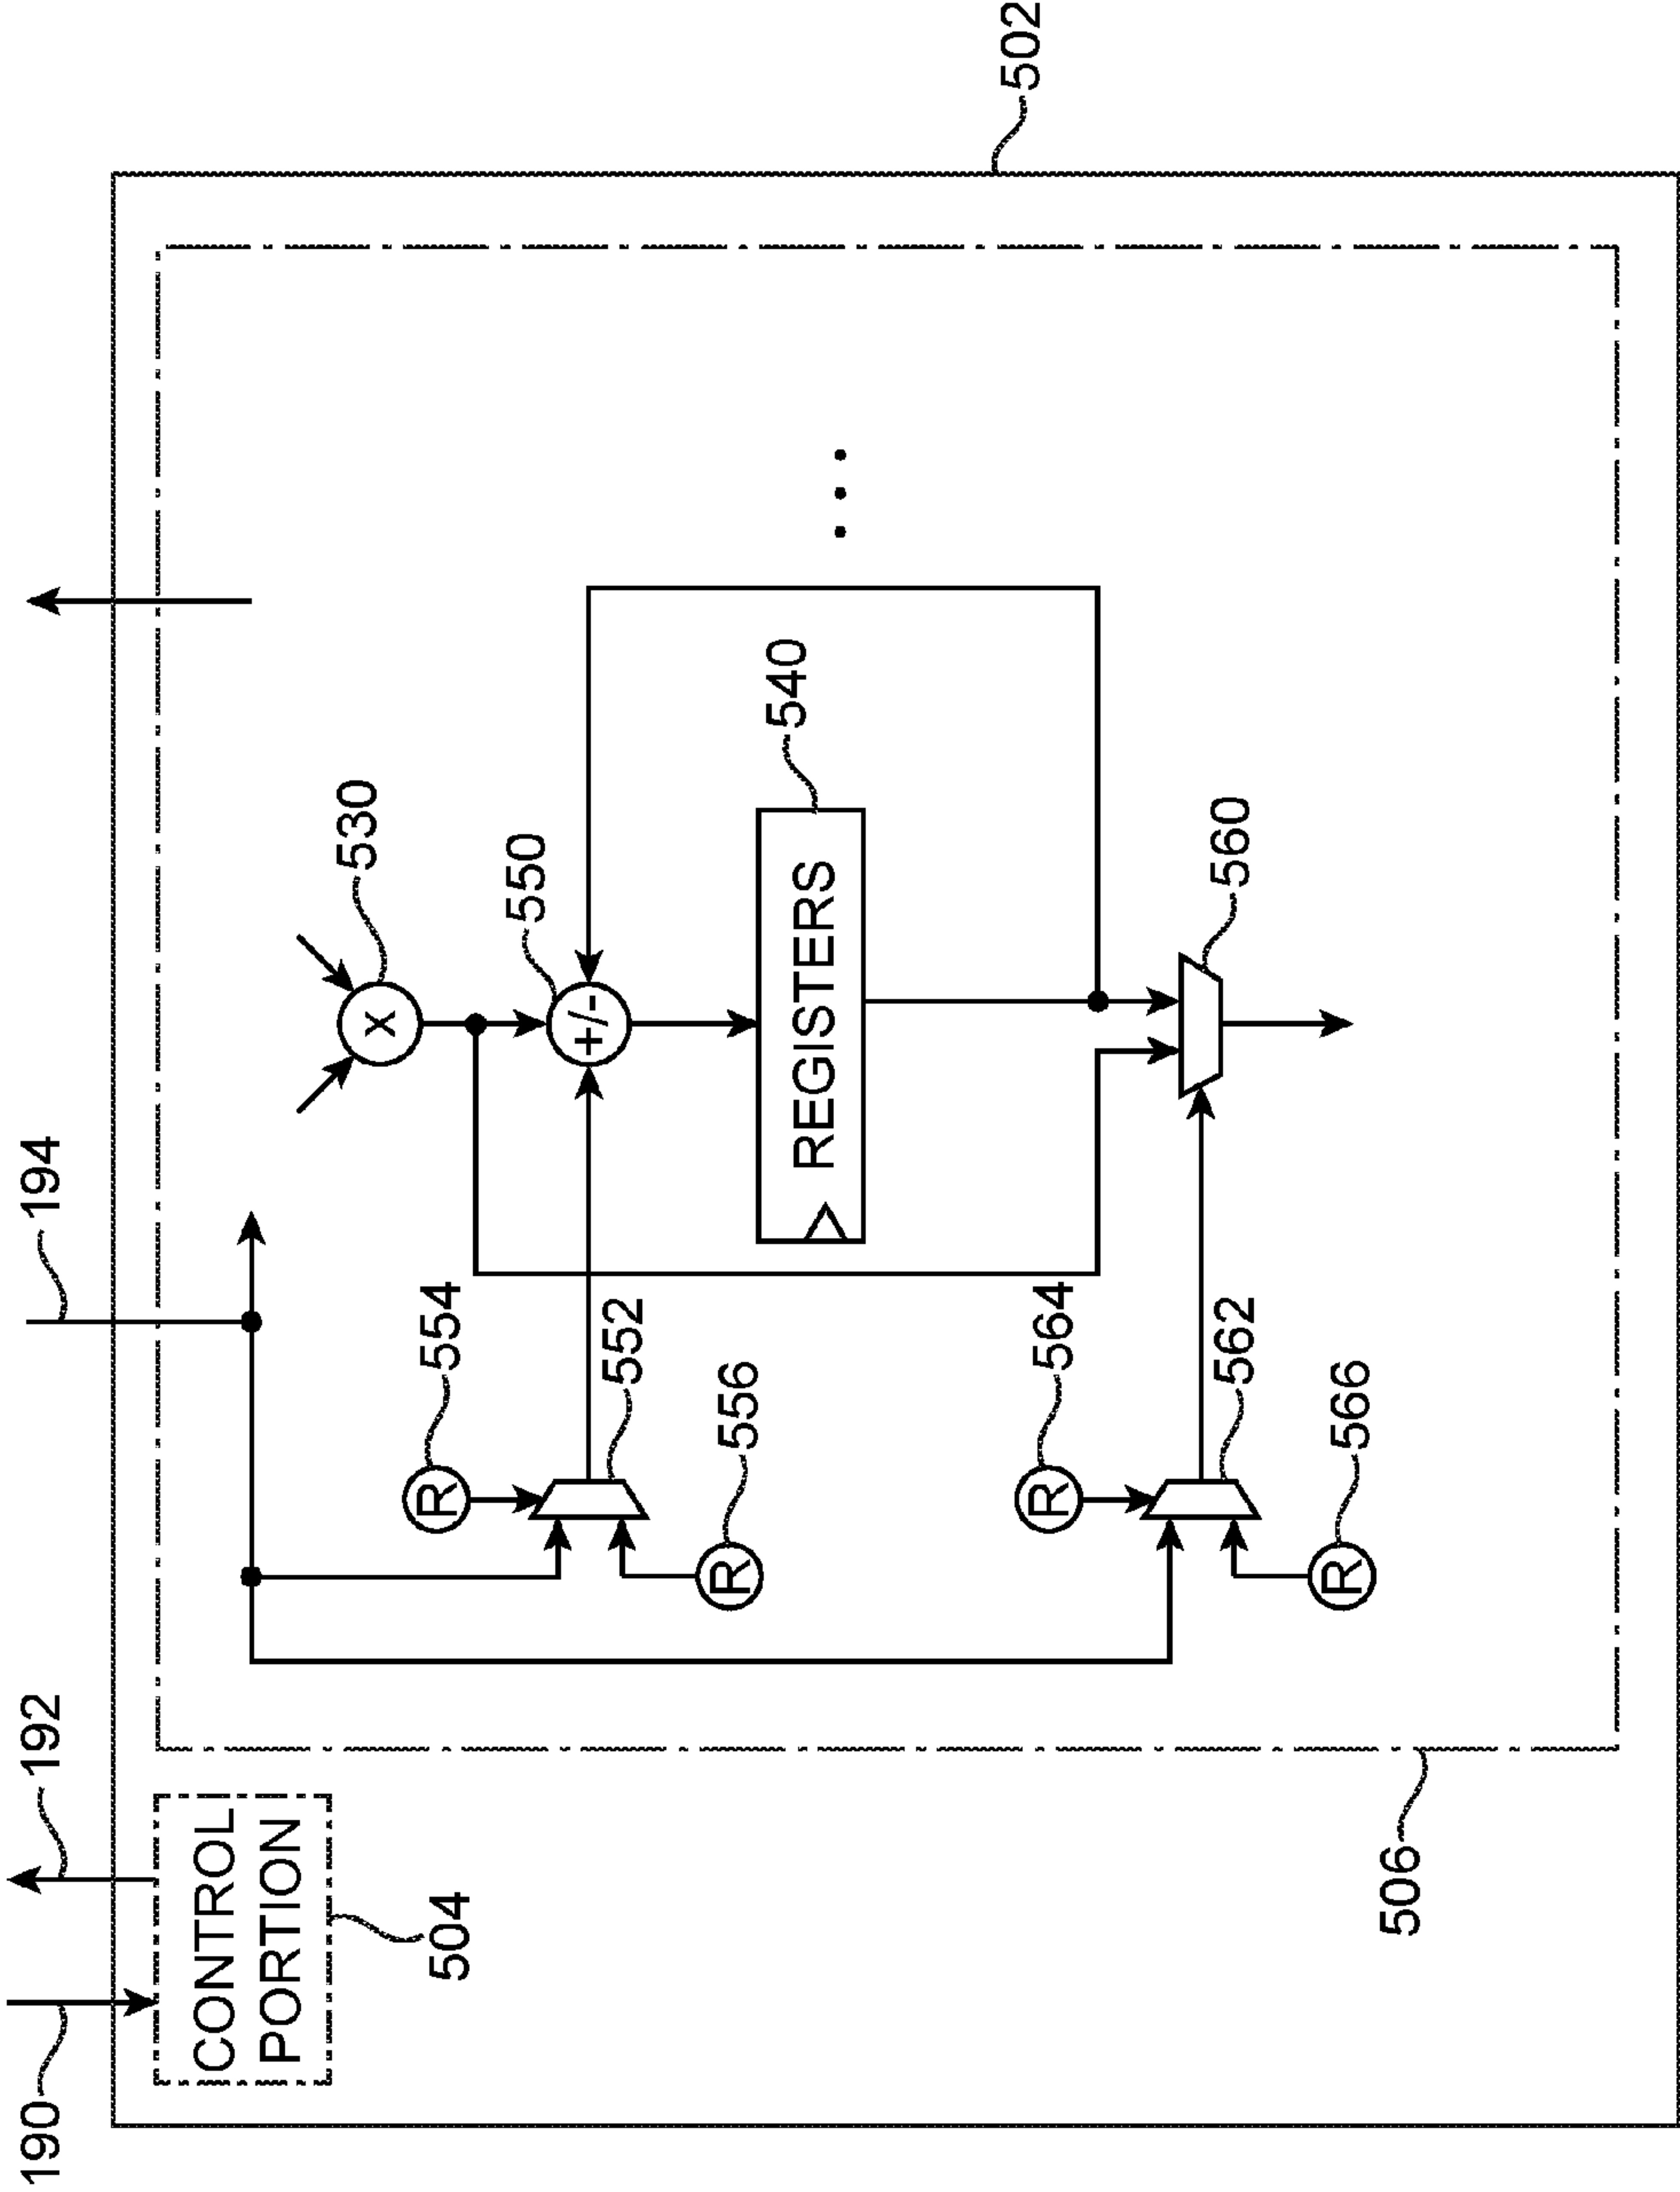 190
192
194
CONTROL
PORTION
504
X
530
554
R
+/-
550
552
R
556
REGISTERS
540
564
R
562
560
R
566
506
502